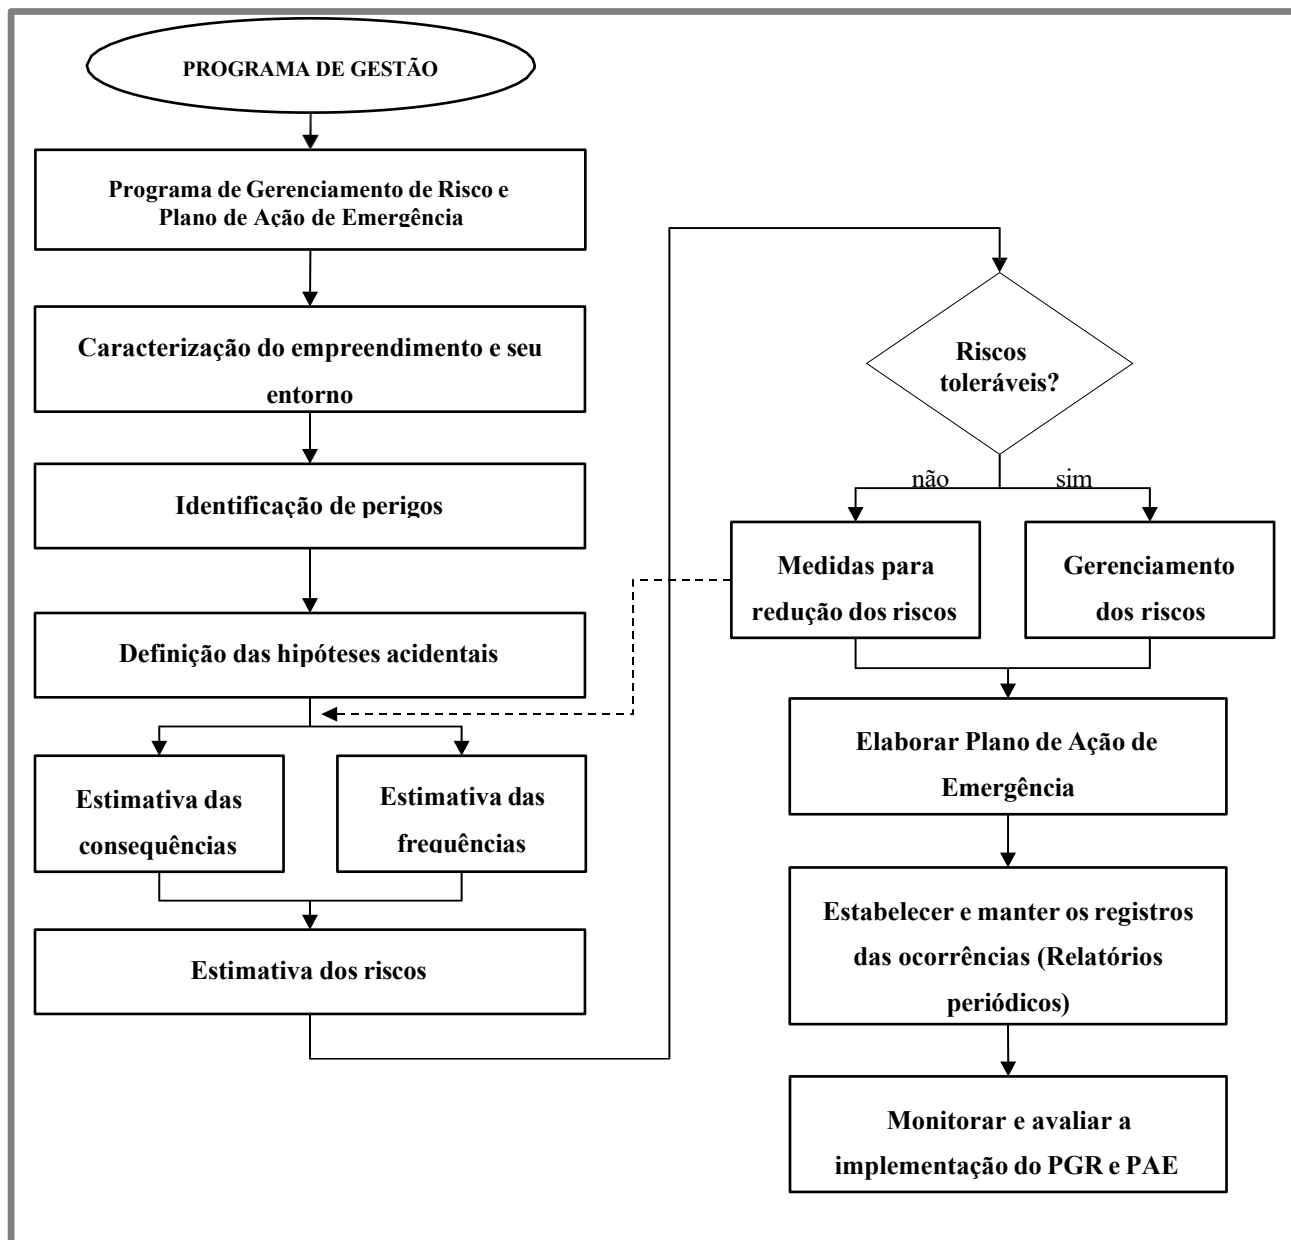 PROGRAMA DE GESTÃO
Programa de Gerenciamento de Risco e
Plano de Ação de Emergência
Caracterização do empreendimento e seu
entorno
Identificação de perigos
Definição das hipóteses acidentais
Estimativa das
consequências
Estimativa das
frequências
Estimativa dos riscos
Riscos
toleráveis?
não
sim
Medidas para
redução dos riscos
Gerenciamento
dos riscos
Elaborar Plano de Ação de
Emergência
Estabelecer e manter os registros
das ocorrências (Relatórios
periódicos)
Monitorar e avaliar a
implementação do PGR e PAE